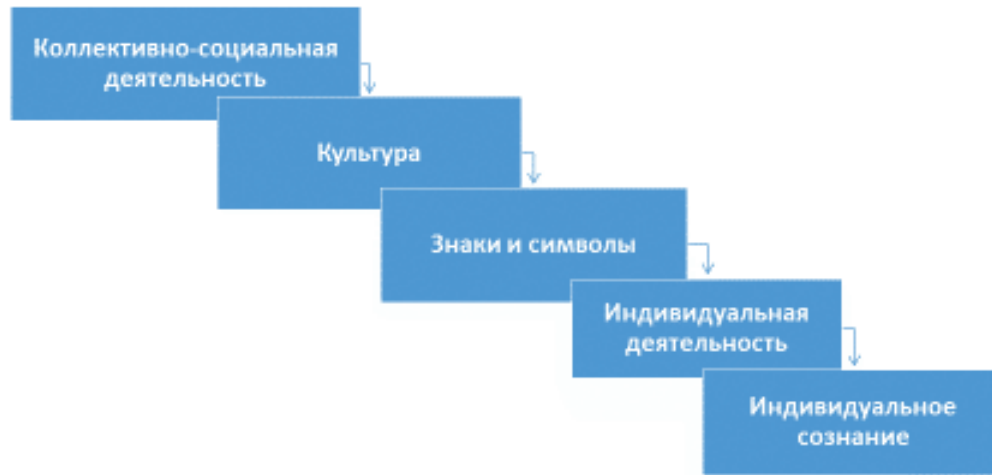 Коллективно-социальная
деятельность
Культура
Знаки и символы
Индивидуальная
деятельность
Индивидуальное
сознание